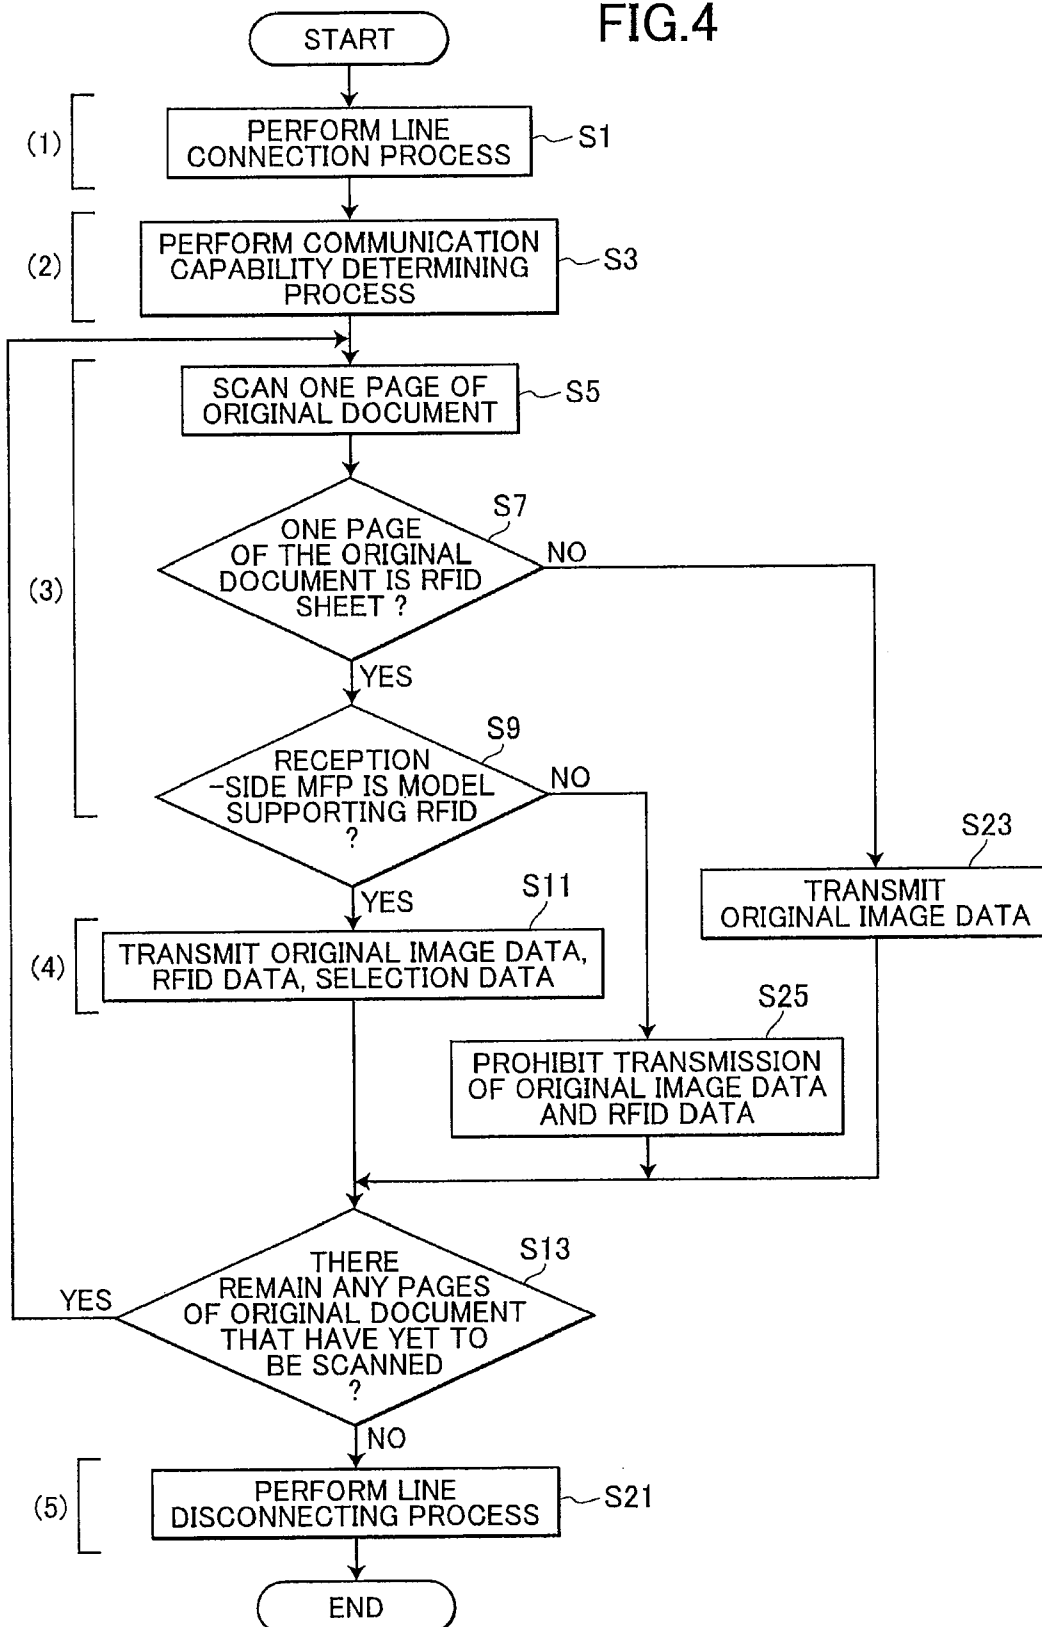 FIG.4
START
(1)
PERFORM LINE
CONNECTION PROCESS
S1
(2)
PERFORM COMMUNICATION
CAPABILITY DETERMINING
PROCESS
S3
(3)
SCAN ONE PAGE OF
ORIGINAL DOCUMENT
S5
S7
ONE PAGE
OF THE ORIGINAL
DOCUMENT IS RFID
SHEET ?
NO
YES
S9
RECEPTION
-SIDE MFP IS MODEL
SUPPORTING RFID
?
NO
YES
S23
TRANSMIT
ORIGINAL IMAGE DATA
(4)
S11
TRANSMIT ORIGINAL IMAGE DATA,
RFID DATA, SELECTION DATA
S25
PROHIBIT TRANSMISSION
OF ORIGINAL IMAGE DATA
AND RFID DATA
S13
THERE
REMAIN ANY PAGES
OF ORIGINAL DOCUMENT
THAT HAVE YET TO
BE SCANNED
?
YES
NO
(5)
PERFORM LINE
DISCONNECTING PROCESS
S21
END